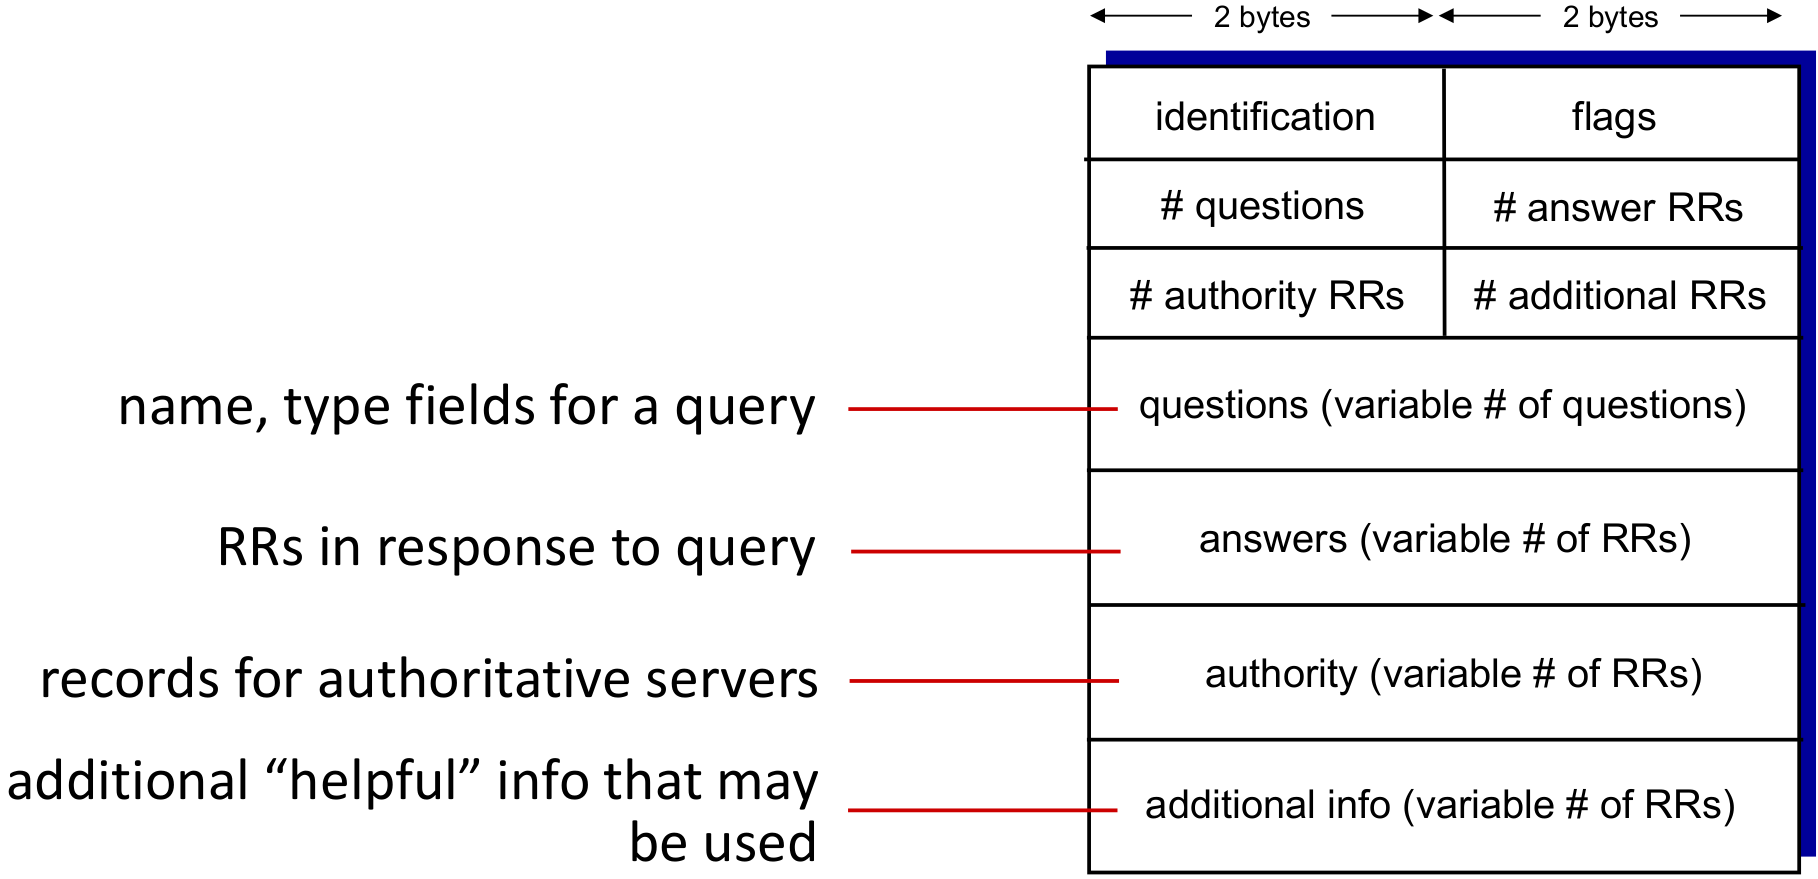 2 bytes 2 bytes
identification flags
# questions # answer RRs
# authority RRs # additional RRs
name, type fields for a query questions (variable # of questions)
RRs in response to query answers (variable # of RRs)
records for authoritative servers authority (variable # of RRs)
additional “helpful” info that may
be used
additional info (variable # of RRs)